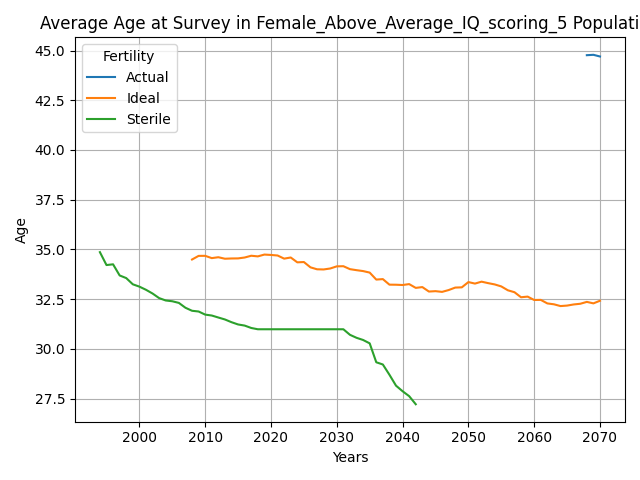 Average Age at Survey in Female_Above_Average_IQ_scoring_5 Populati
45.0
42.5
40.0
37.5
35.0
32.5
30.0
27.5
Age
Fertility
Actual
Ideal
Sterile
2000 2010 2020 2030 2040 2050 2060 2070
Years